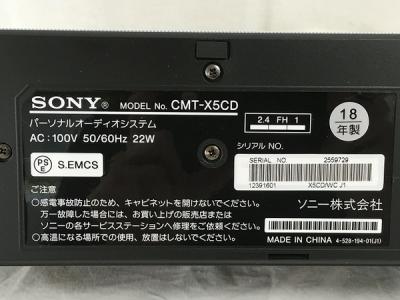 SONY® MODEL No. CMT-X5CD
パーソナルオーディオシステム
AC：100V 50/60Hz 22W
PS
E
S.EMCS
ご注意
○感電事故防止のため、キャビネットを開けないでください。
万一故障した場合には、お買い上げの販売店または
ソニーの各サービスステーションへ修理をご依頼ください。
○高温になる場所での使用、放置はしないでください。
2.4 FH 1
18
年製
シリアル NO.
SERIAL NO. 2559729
12391601 X5CD/WC J1
ソニー株式会社
MADE IN CHINA 4-528-194-01(J1)